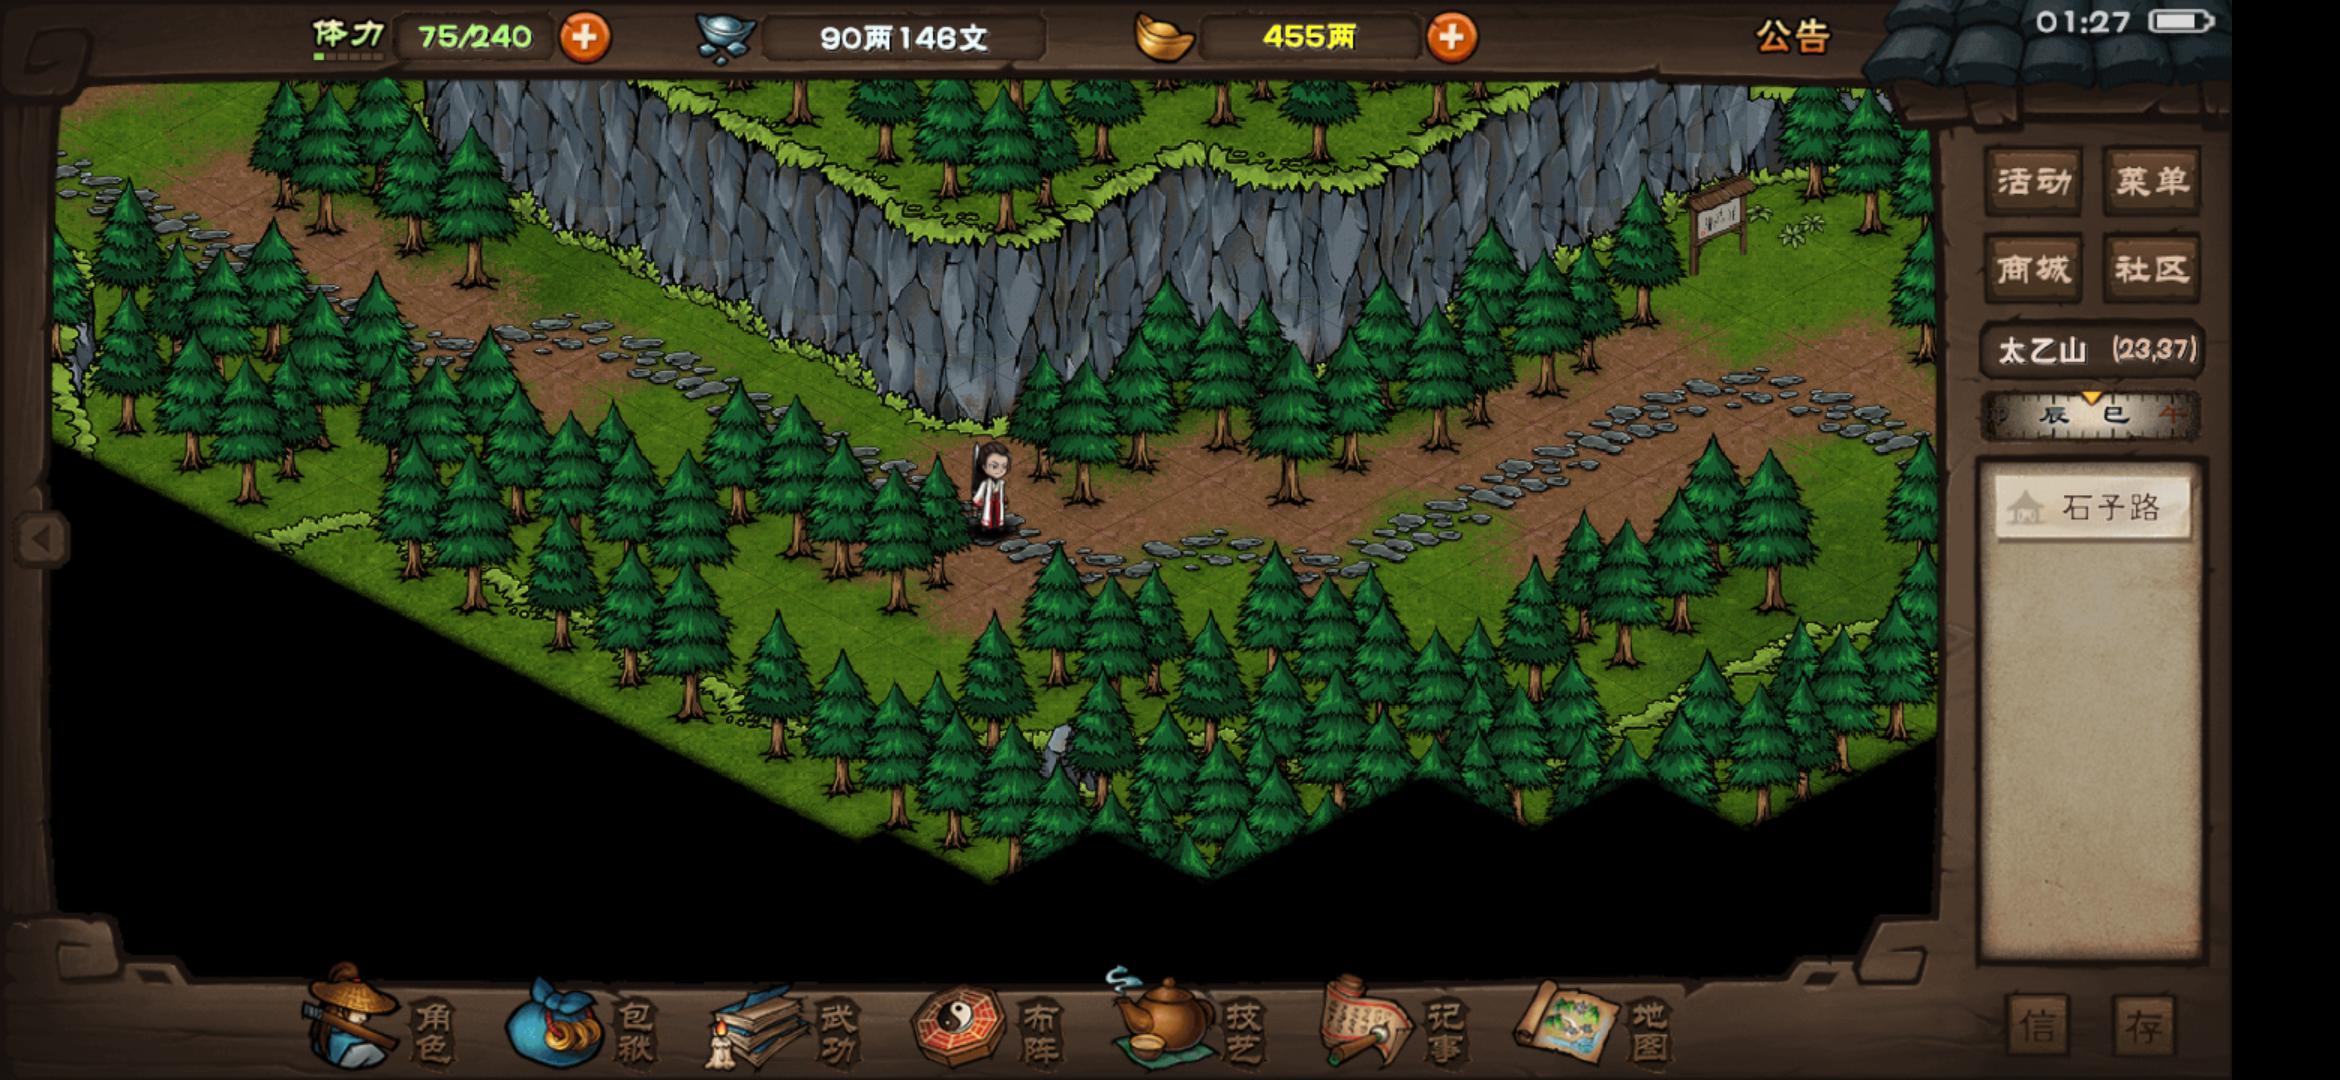 体力 75/240 90两146文 455两 公告 01:27
活动 菜单
商城 社区
太乙山 (23,37)
辰 巳 午
石子路
角色 包袱 武功 布阵 技艺 记事 地图 信 存